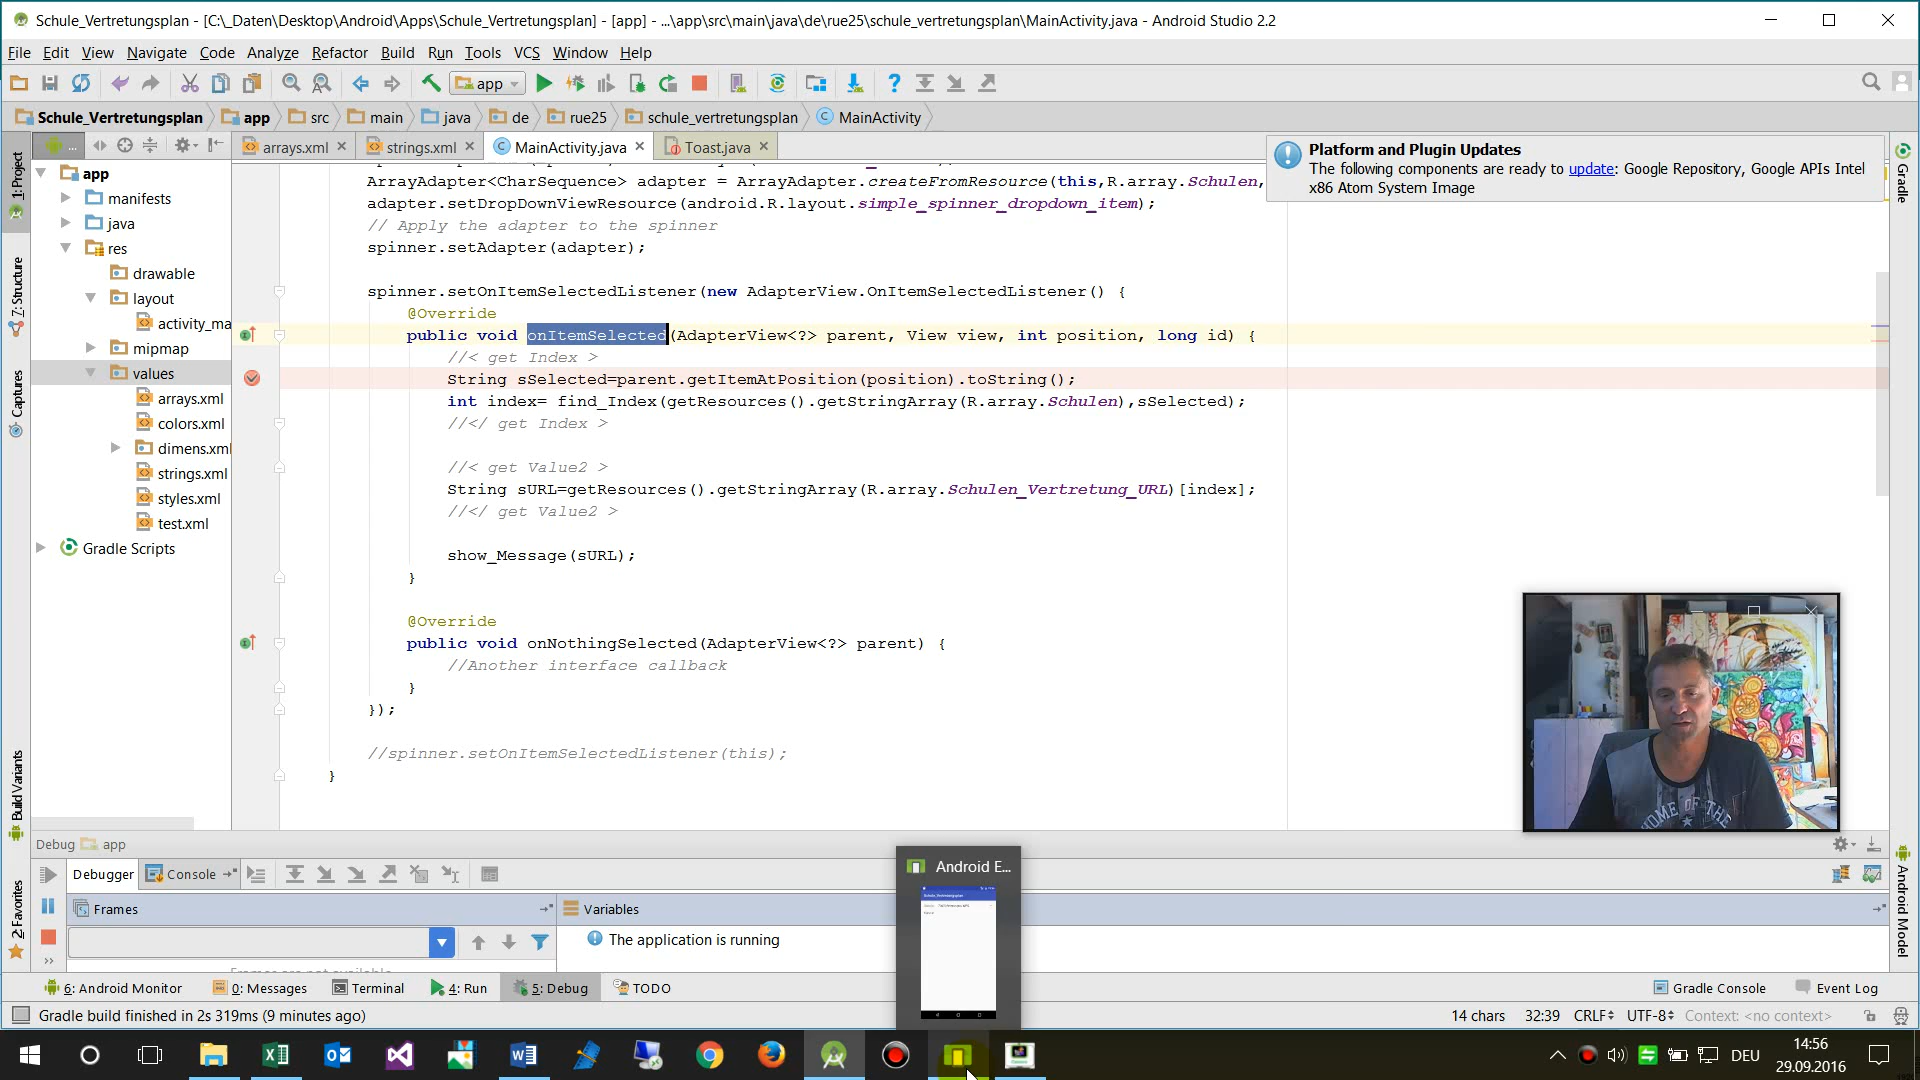 Schule_Vertretungsplan - [C:\_Daten\Desktop\Android\Apps\Schule_Vertretungsplan] - [app] - ...\app\src\main\java\de\rue25\schule_vertretungsplan\MainActivity.java - Android Studio 2.2
File Edit View Navigate Code Analyze Refactor Build Run Tools VCS Window Help
app
Schule_Vertretungsplan app src main java de rue25 schule_vertretungsplan MainActivity
... arrays.xml strings.xml MainActivity.java Toast.java
Platform and Plugin Updates
The following components are ready to update: Google Repository, Google APIs Intel
x86 Atom System Image
1: Project
7: Structure
Captures
Build Variants
2: Favorites
Gradle
Android Model
app
manifests
java
res
drawable
layout
activity_ma
mipmap
values
arrays.xml
colors.xml
dimens.xml
strings.xml
styles.xml
test.xml
Gradle Scripts
ArrayAdapter<CharSequence> adapter = ArrayAdapter.createFromResource(this,R.array.Schulen,
adapter.setDropDownViewResource(android.R.layout.simple_spinner_dropdown_item);
// Apply the adapter to the spinner
spinner.setAdapter(adapter);
spinner.setOnItemSelectedListener(new AdapterView.OnItemSelectedListener() {
@Override
public void onItemSelected(AdapterView<?> parent, View view, int position, long id) {
//< get Index >
String sSelected=parent.getItemAtPosition(position).toString();
int index= find_Index(getResources().getStringArray(R.array.Schulen),sSelected);
//</ get Index >
//< get Value2 >
String sURL=getResources().getStringArray(R.array.Schulen_Vertretung_URL)[index];
//</ get Value2 >
show_Message(sURL);
}
@Override
public void onNothingSelected(AdapterView<?> parent) {
//Another interface callback
}
});
//spinner.setOnItemSelectedListener(this);
}
HOME OF THE
Debug app
Debugger Console
Frames
Variables
The application is running
Android E...
6: Android Monitor 0: Messages Terminal 4: Run 5: Debug TODO Gradle Console Event Log
Gradle build finished in 2s 319ms (9 minutes ago)
14 chars 32:39 CRLF UTF-8 Context: <no context>
DEU
14:56
29.09.2016